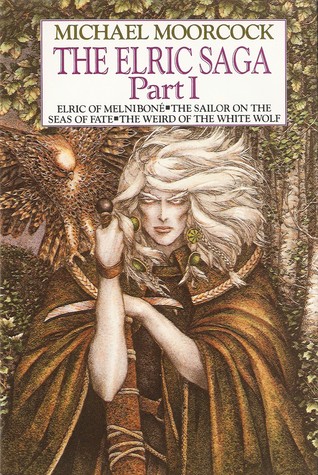 MICHAEL MOORCOCK
THE ELRIC SAGA
Part I
ELRIC OF MELNIBONÉ■THE SAILOR ON THE
SEAS OF FATE■THE WEIRD OF THE WHITE WOLF